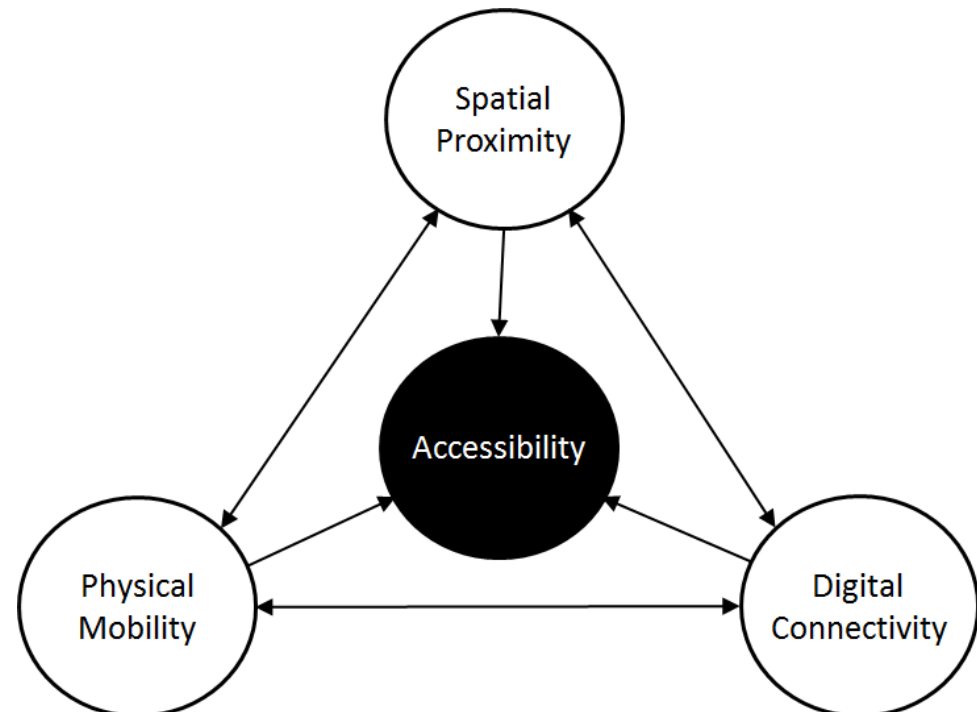 Spatial
Proximity
Accessibility
Physical
Mobility
Digital
Connectivity